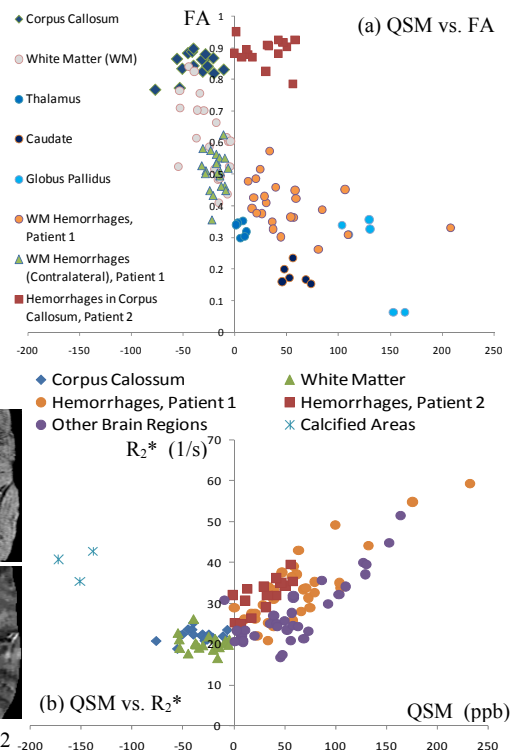 FA
(a) QSM vs. FA
Corpus Callosum
White Matter (WM)
Thalamus
Caudate
Globus Pallidus
WM Hemorrhages,
Patient 1
WM Hemorrhages
(Contralateral), Patient 1
Hemorrhages in Corpus
Callosum, Patient 2
1
0.9
0.8
0.7
0.6
0.5
0.4
0.3
0.2
0.1
0
-200 -150 -100 -50 0 50 100 150 200 250
Corpus Calossum White Matter
Hemorrhages, Patient 1 Hemorrhages, Patient 2
Other Brain Regions Calcified Areas
R2* (1/s)
70
60
50
40
30
20
10
0
(b) QSM vs. R2* QSM (ppb)
2 -200 -150 -100 -50 0 50 100 150 200 250